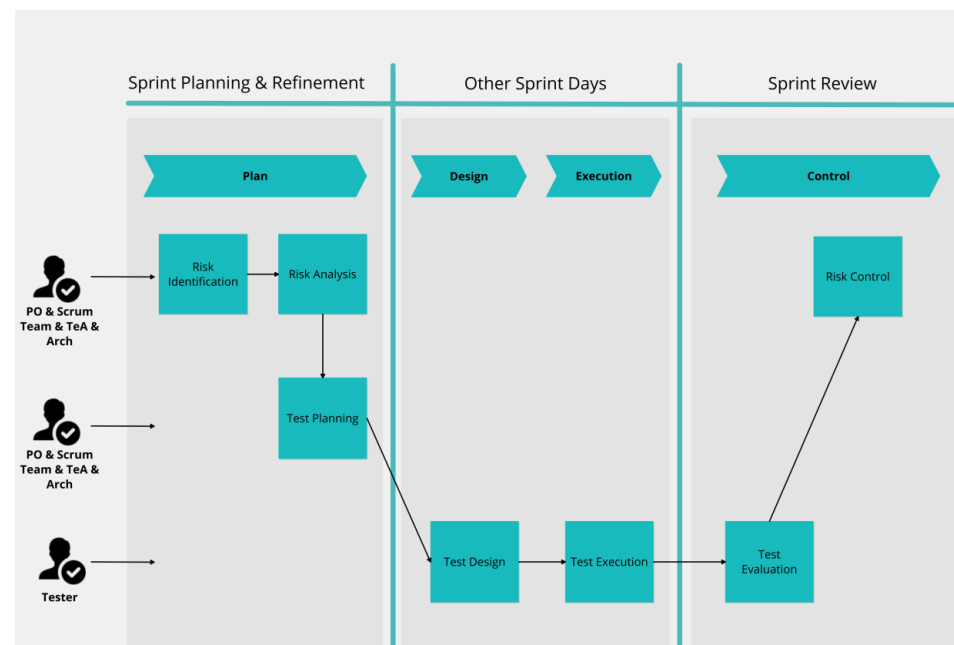 Sprint Planning & Refinement
Other Sprint Days
Sprint Review
Plan
Design
Execution
Control
Risk
Identification
Risk Analysis
Risk Control
PO & Scrum
Team & TeA &
Arch
Test Planning
PO & Scrum
Team & TeA &
Arch
Test Design
Test Execution
Test
Evaluation
Tester